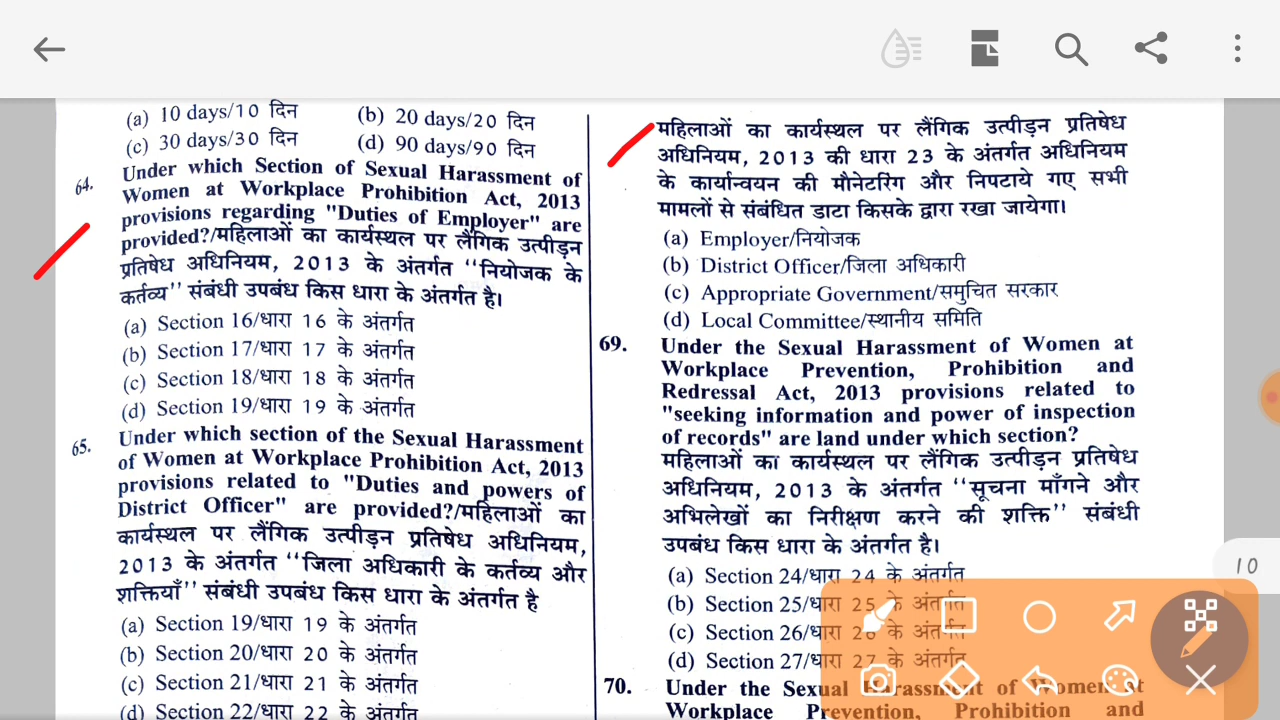 (a) 10 days/10 दिन (b) 20 days/20 दिन
(c) 30 days/30 दिन (d) 90 days/90 दिन
64. Under which Section of Sexual Harassment of
Women at Workplace Prohibition Act, 2013
provisions regarding "Duties of Employer" are
provided?/महिलाओं का कार्यस्थल पर लैंगिक उत्पीड़न
प्रतिषेध अधिनियम, 2013 के अंतर्गत "नियोजक के
कर्तव्य" संबंधी उपबंध किस धारा के अंतर्गत है।
(a) Section 16/धारा 16 के अंतर्गत
(b) Section 17/धारा 17 के अंतर्गत
(c) Section 18/धारा 18 के अंतर्गत
(d) Section 19/धारा 19 के अंतर्गत
65. Under which section of the Sexual Harassment
of Women at Workplace Prohibition Act, 2013
provisions related to "Duties and powers of
District Officer" are provided?/महिलाओं का
कार्यस्थल पर लैंगिक उत्पीड़न प्रतिषेध अधिनियम,
2013 के अंतर्गत "जिला अधिकारी के कर्तव्य और
शक्तियाँ" संबंधी उपबंध किस धारा के अंतर्गत है
(a) Section 19/धारा 19 के अंतर्गत
(b) Section 20/धारा 20 के अंतर्गत
(c) Section 21/धारा 21 के अंतर्गत
(d) Section 22/धारा 22 के अंतर्गत
महिलाओं का कार्यस्थल पर लैंगिक उत्पीड़न प्रतिषेध
अधिनियम, 2013 की धारा 23 के अंतर्गत अधिनियम
के कार्यान्वयन की मौनेटरिंग और निपटाये गए सभी
मामलों से संबंधित डाटा किसके द्वारा रखा जायेगा।
(a) Employer/नियोजक
(b) District Officer/जिला अधिकारी
(c) Appropriate Government/समुचित सरकार
(d) Local Committee/स्थानीय समिति
69. Under the Sexual Harassment of Women at
Workplace Prevention, Prohibition and
Redressal Act, 2013 provisions related to
"seeking information and power of inspection
of records" are land under which section?
महिलाओं का कार्यस्थल पर लैंगिक उत्पीड़न प्रतिषेध
अधिनियम, 2013 के अंतर्गत "सूचना माँगने और
अभिलेखों का निरीक्षण करने की शक्ति" संबंधी
उपबंध किस धारा के अंतर्गत है।
(a) Section 24/धारा 24 के अंतर्गत
(b) Section 25/धारा 25 के अंतर्गत
(c) Section 26/धारा 26 के अंतर्गत
(d) Section 27/धारा 27 के अंतर्गत
70. Under the Sexual Harassment of Women at
Workplace Prevention, Prohibition and
10